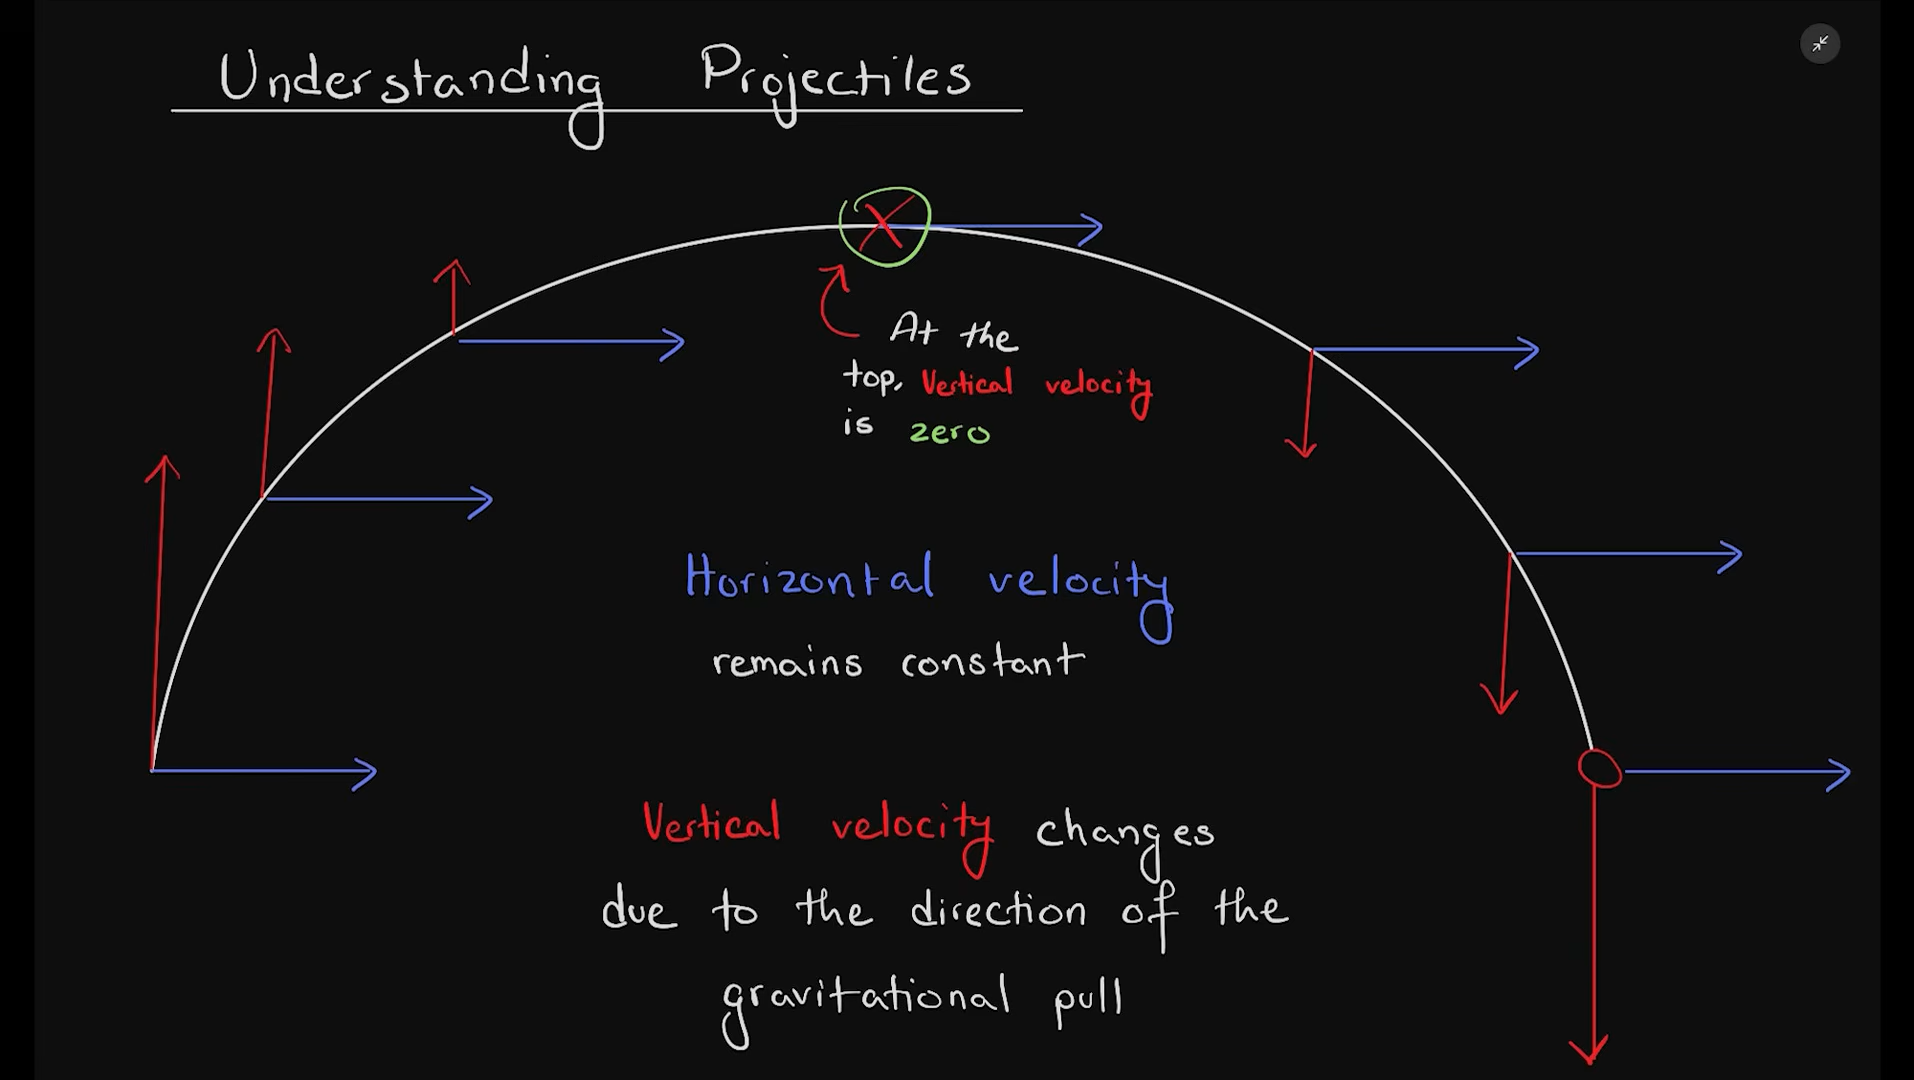 Understanding Projectiles
At the
top, Vertical velocity
is zero
Horizontal velocity
remains constant
Vertical velocity changes
due to the direction of the
gravitational pull